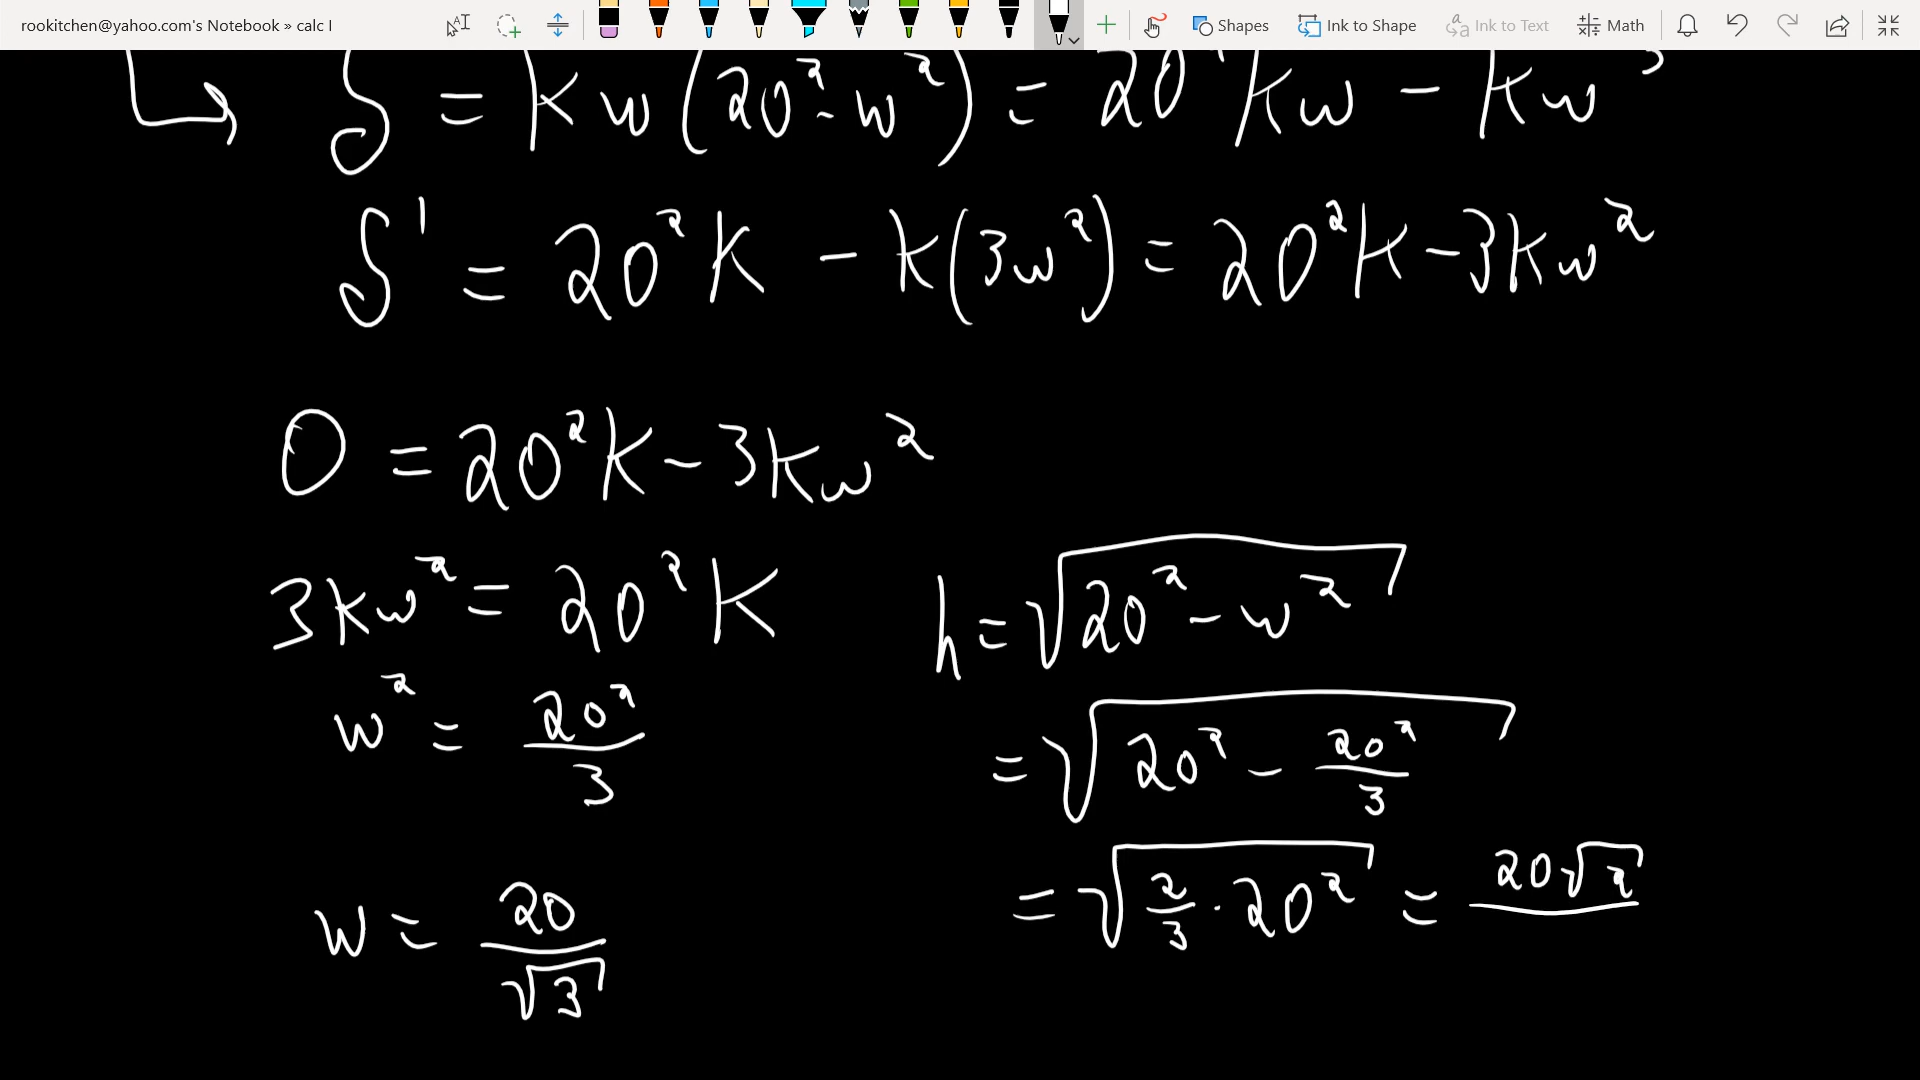 rookitchen@yahoo.com's Notebook » calc I Shapes Ink to Shape Ink to Text Math
S = kw(20² - w²) = 20² kw - kw³
S' = 20²k - k(3w²) = 20²k - 3kw²
0 = 20²k - 3kw²
3kw² = 20²k
w² = 20²/3
w = 20/√3
h = √(20² - w²)
= √(20² - 20²/3)
= √(2/3 · 20²) = 20√2/